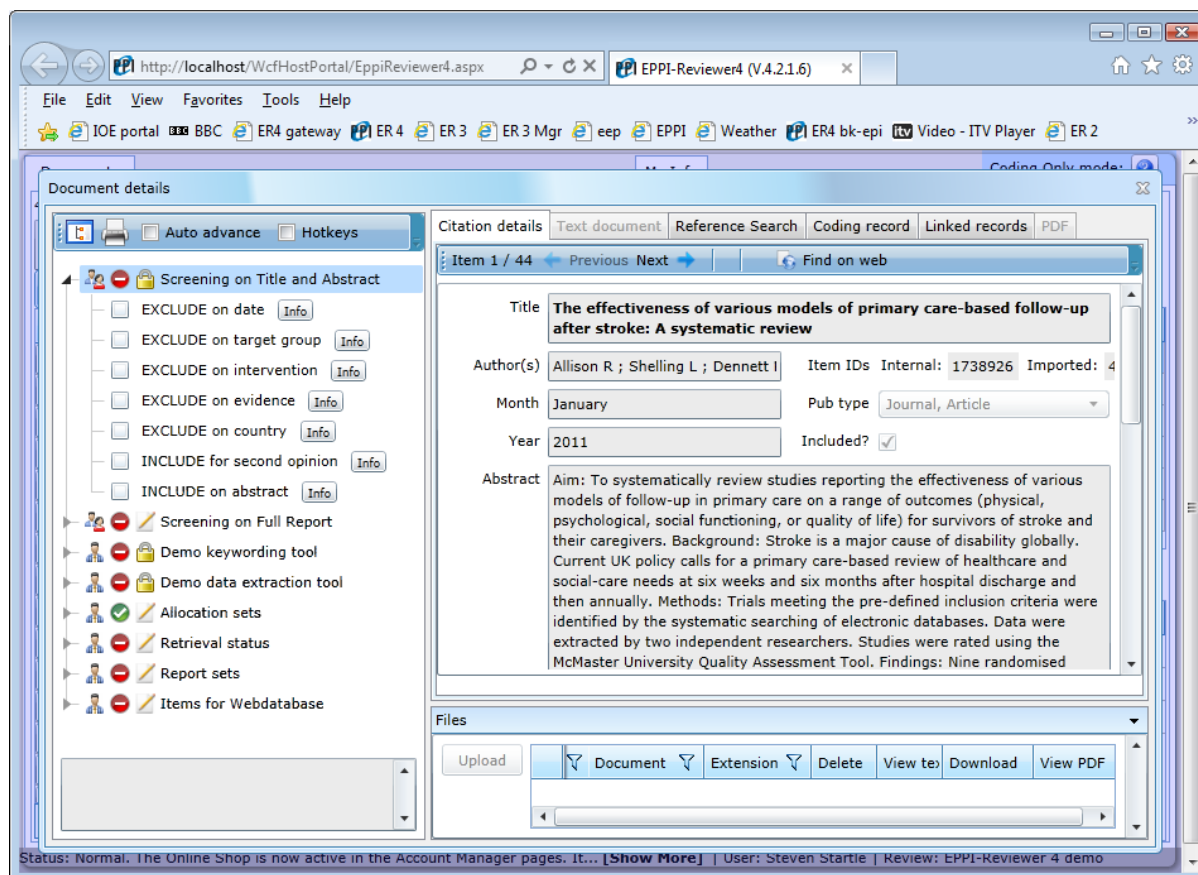 http://localhost/WcfHostPortal/EppiReviewer4.aspx
EPPI-Reviewer4 (V.4.2.1.6)
File Edit View Favorites Tools Help
IOE portal BBC ER4 gateway ER 4 ER 3 ER 3 Mgr eep EPPI Weather ER4 bk-epi itv Video - ITV Player ER 2
Coding Only mode:
Document details
Auto advance Hotkeys
Screening on Title and Abstract
EXCLUDE on date Info
EXCLUDE on target group Info
EXCLUDE on intervention Info
EXCLUDE on evidence Info
EXCLUDE on country Info
INCLUDE for second opinion Info
INCLUDE on abstract Info
Screening on Full Report
Demo keywording tool
Demo data extraction tool
Allocation sets
Retrieval status
Report sets
Items for Webdatabase
Citation details Text document Reference Search Coding record Linked records PDF
Item 1 / 44 Previous Next Find on web
Title The effectiveness of various models of primary care-based follow-up
after stroke: A systematic review
Author(s) Allison R ; Shelling L ; Dennett Item IDs Internal: 1738926 Imported: 4
Month January Pub type Journal, Article
Year 2011 Included?
Abstract Aim: To systematically review studies reporting the effectiveness of various
models of follow-up in primary care on a range of outcomes (physical,
psychological, social functioning, or quality of life) for survivors of stroke and
their caregivers. Background: Stroke is a major cause of disability globally.
Current UK policy calls for a primary care-based review of healthcare and
social-care needs at six weeks and six months after hospital discharge and
then annually. Methods: Trials meeting the pre-defined inclusion criteria were
identified by the systematic searching of electronic databases. Data were
extracted by two independent researchers. Studies were rated using the
McMaster University Quality Assessment Tool. Findings: Nine randomised
Files
Upload Document Extension Delete View te Download View PDF
Status: Normal. The Online Shop is now active in the Account Manager pages. It... [Show More] | User: Steven Startle | Review: EPPI-Reviewer 4 demo